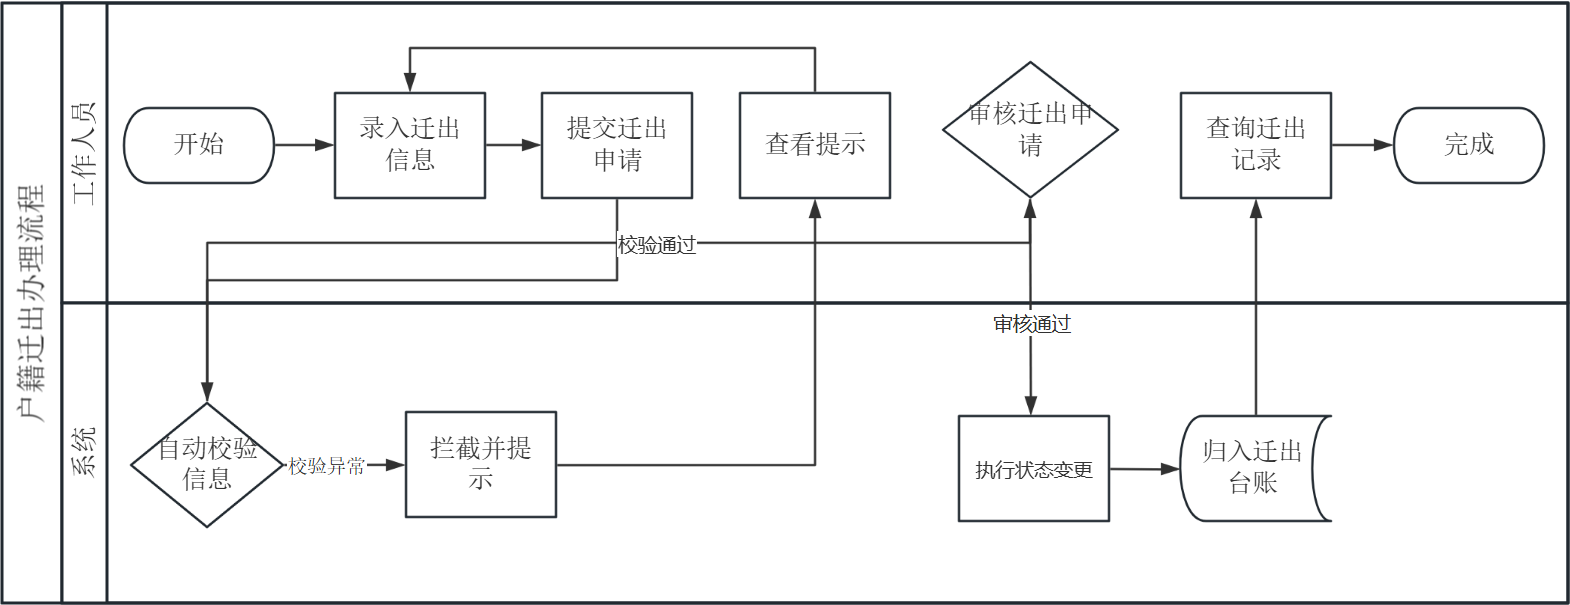 户籍迁出办理流程
工作人员
开始
录入迁出
信息
提交迁出
申请
查看提示
审核迁出申
请
查询迁出
记录
完成
校验通过
审核通过
系统
自动校验
信息
校验异常
拦截并提
示
执行状态变更
归入迁出
台账